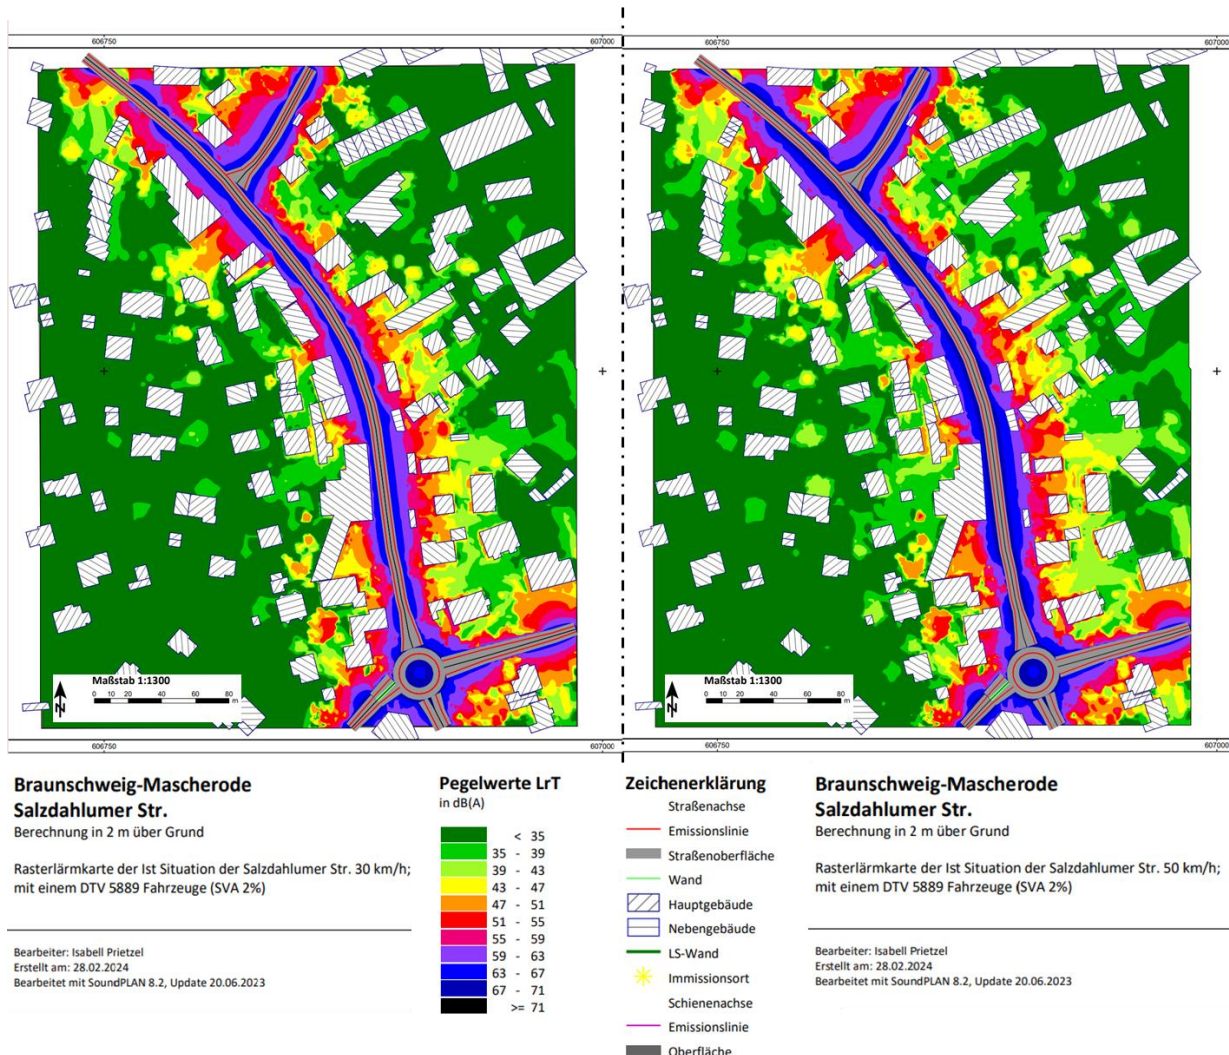 606750
607000
606750
607000
Maßstab 1:1300
0 10 20 40 60 80
m
N
Maßstab 1:1300
0 10 20 40 60 80
m
N
606750
607000
606750
607000
Braunschweig-Mascherode
Salzdahlumer Str.
Berechnung in 2 m über Grund
Rasterlärmkarte der Ist Situation der Salzdahlumer Str. 30 km/h;
mit einem DTV 5889 Fahrzeuge (SVA 2%)
Bearbeiter: Isabell Prietzel
Erstellt am: 28.02.2024
Bearbeitet mit SoundPLAN 8.2, Update 20.06.2023
Pegelwerte LrT
in dB(A)
< 35
35 - 39
39 - 43
43 - 47
47 - 51
51 - 55
55 - 59
59 - 63
63 - 67
67 - 71
>= 71
Zeichenerklärung
Straßenachse
Emissionslinie
Straßenoberfläche
Wand
Hauptgebäude
Nebengebäude
LS-Wand
Immissionsort
Schienenachse
Emissionslinie
Oberfläche
Braunschweig-Mascherode
Salzdahlumer Str.
Berechnung in 2 m über Grund
Rasterlärmkarte der Ist Situation der Salzdahlumer Str. 50 km/h;
mit einem DTV 5889 Fahrzeuge (SVA 2%)
Bearbeiter: Isabell Prietzel
Erstellt am: 28.02.2024
Bearbeitet mit SoundPLAN 8.2, Update 20.06.2023